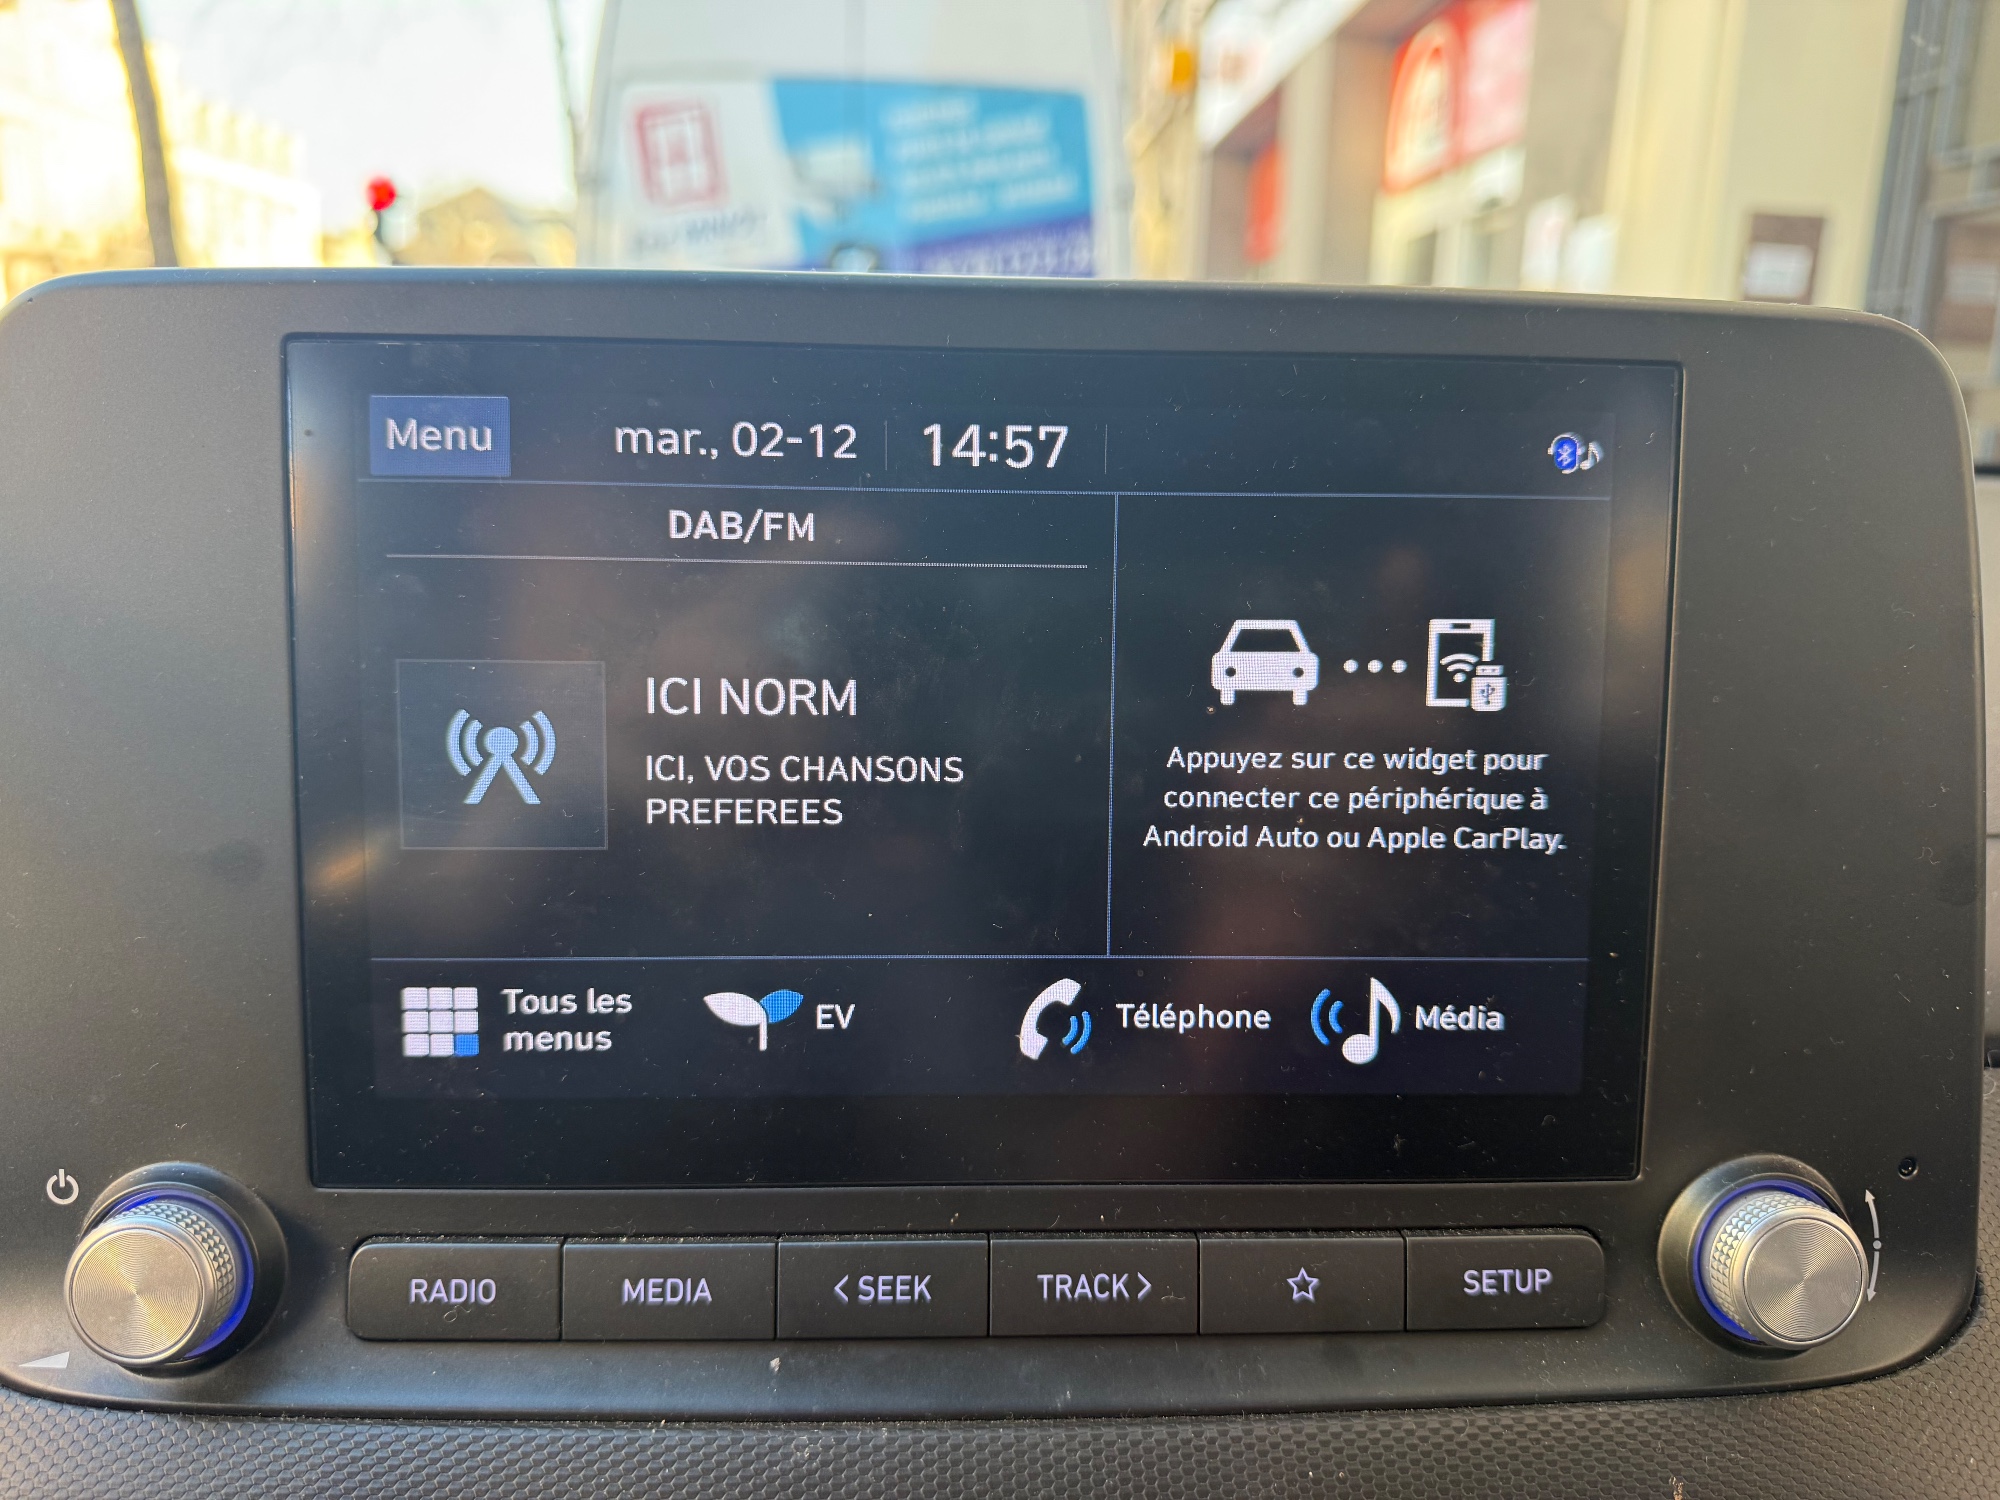 Menu
mar., 02-12
14:57
DAB/FM
ICI NORM
ICI, VOS CHANSONS
PREFEREES
Appuyez sur ce widget pour
connecter ce périphérique à
Android Auto ou Apple CarPlay.
Tous les
menus
EV
Téléphone
Média
RADIO
MEDIA
< SEEK
TRACK >
SETUP